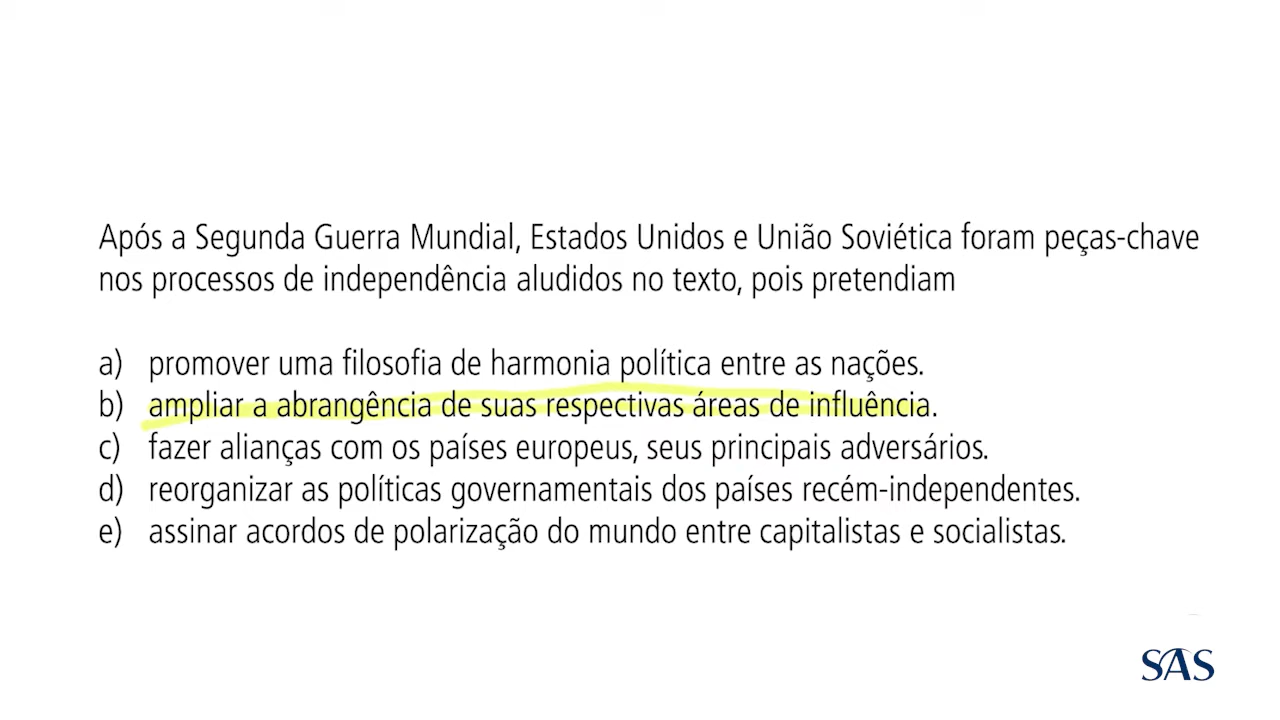 Após a Segunda Guerra Mundial, Estados Unidos e União Soviética foram peças-chave
nos processos de independência aludidos no texto, pois pretendiam
a) promover uma filosofia de harmonia política entre as nações.
b) ampliar a abrangência de suas respectivas áreas de influência.
c) fazer alianças com os países europeus, seus principais adversários.
d) reorganizar as políticas governamentais dos países recém-independentes.
e) assinar acordos de polarização do mundo entre capitalistas e socialistas.
SAS